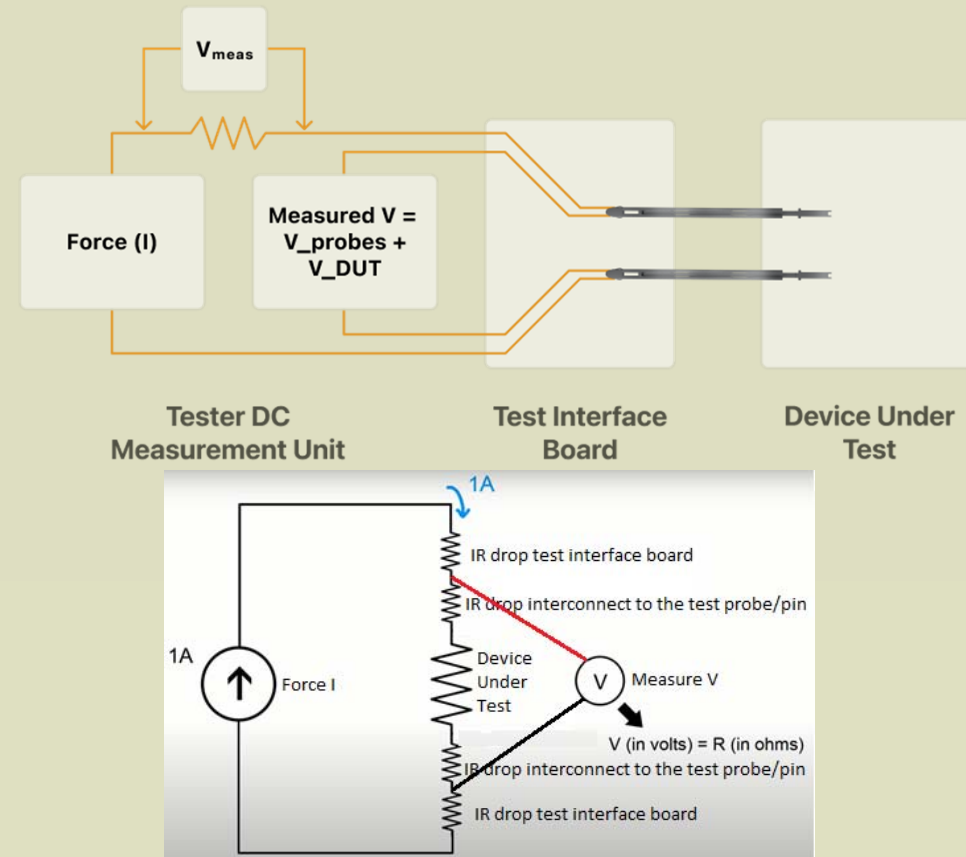 Vmeas
Force (I)
Measured V =
V_probes +
V_DUT
Tester DC
Measurement Unit
Test Interface
Board
Device Under
Test
1A
IR drop test interface board
IR drop interconnect to the test probe/pin
1A
Force I
Device
Under
Test
V
Measure V
V (in volts) = R (in ohms)
IR drop interconnect to the test probe/pin
IR drop test interface board